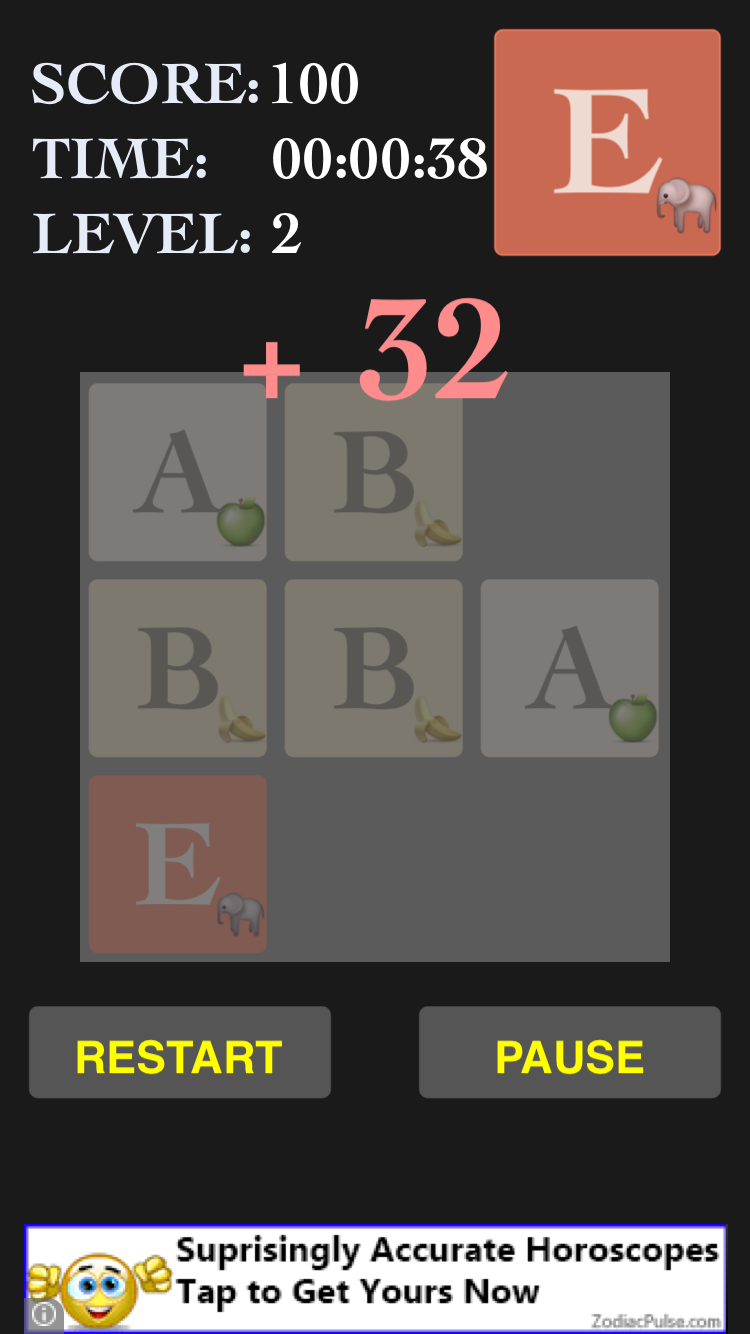 SCORE: 100
E
TIME: 00:00:38
LEVEL: 2
+ 32
A B
B B A
E
RESTART PAUSE
Suprisingly Accurate Horoscopes
Tap to Get Yours Now
ZodiacPulse.com